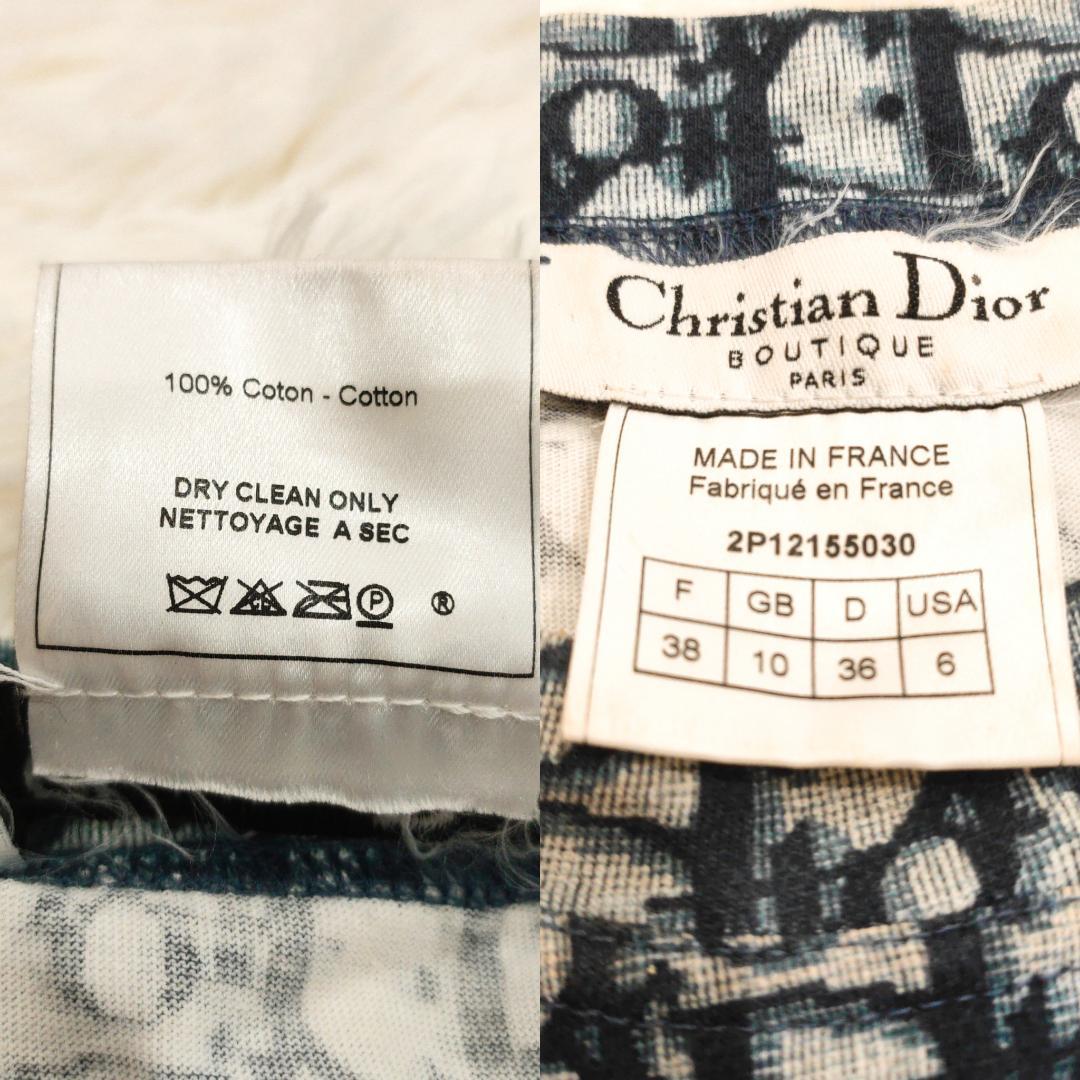 100% Coton - Cotton
DRY CLEAN ONLY
NETTOYAGE A SEC
P ®
Christian Dior
BOUTIQUE
PARIS
MADE IN FRANCE
Fabriqué en France
2P12155030
F GB D USA
38 10 36 6